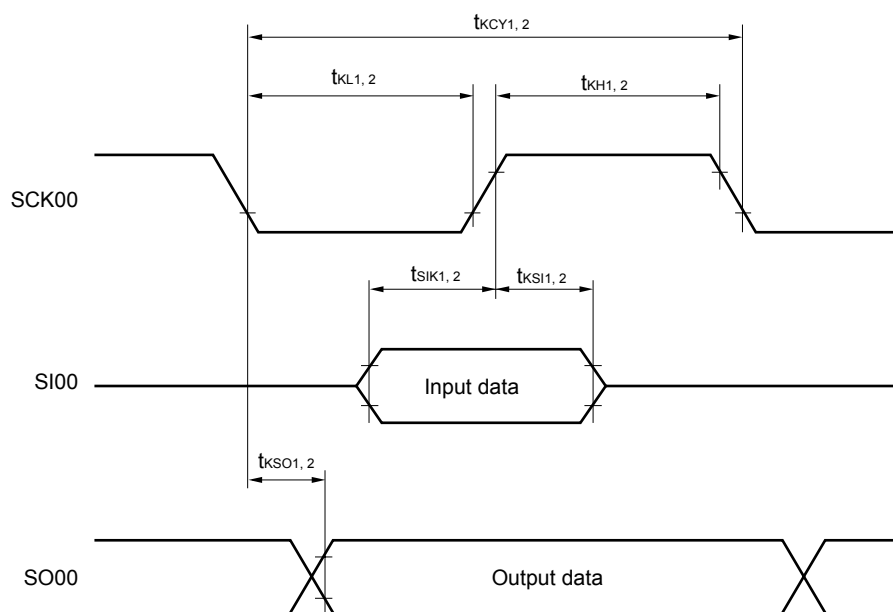 tKCY1, 2
tKL1, 2
tKH1, 2
SCK00
tSIK1, 2
tKSI1, 2
SI00
Input data
tKSO1, 2
SO00
Output data